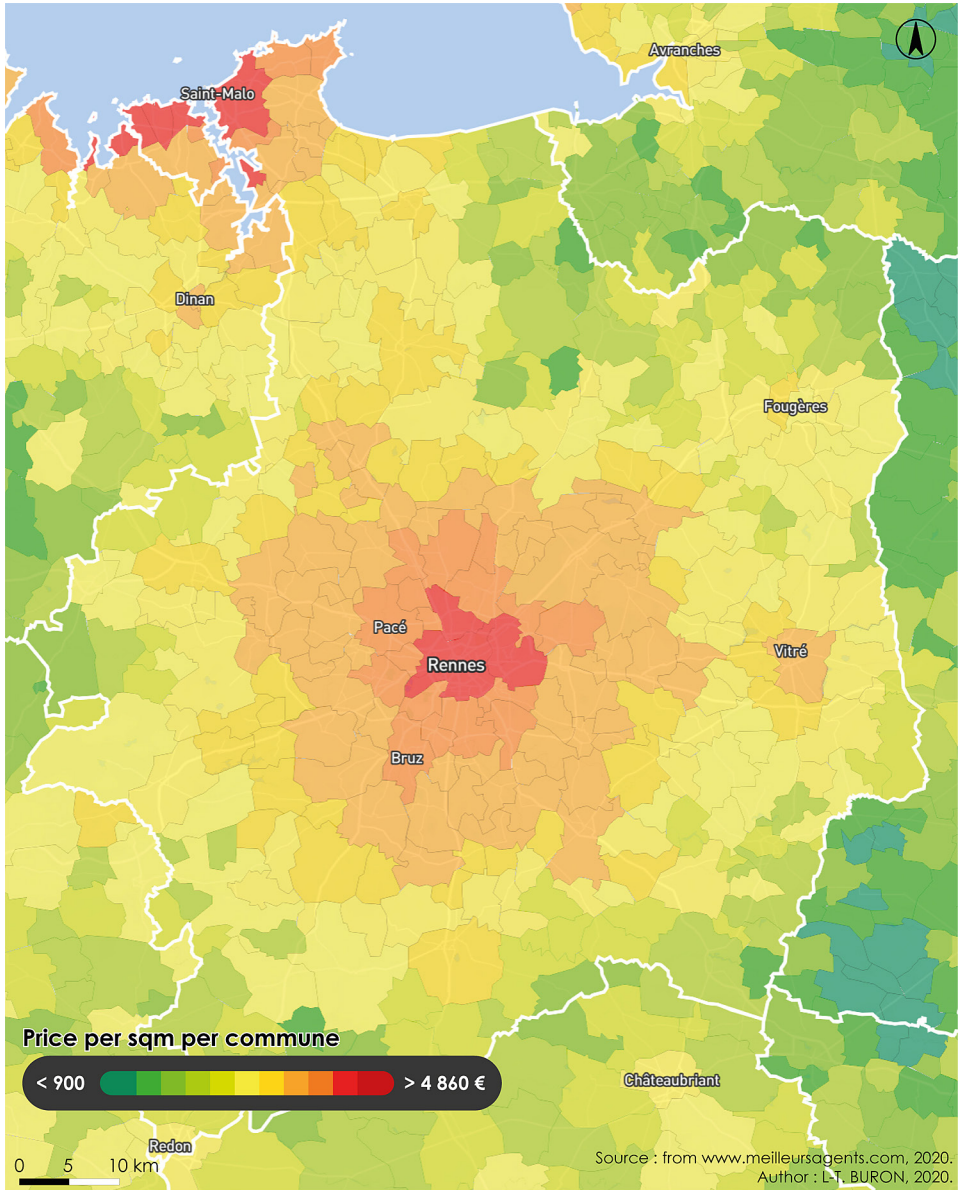 Avranches
Saint-Malo
Dinan
Fougères
Pacé
Vitré
Rennes
Bruz
Price per sqm per commune
< 900 > 4 860 €
Châteaubriant
Redon
0 5 10 km
Source : from www.meilleursagents.com, 2020.
Author : L-T. BURON, 2020.